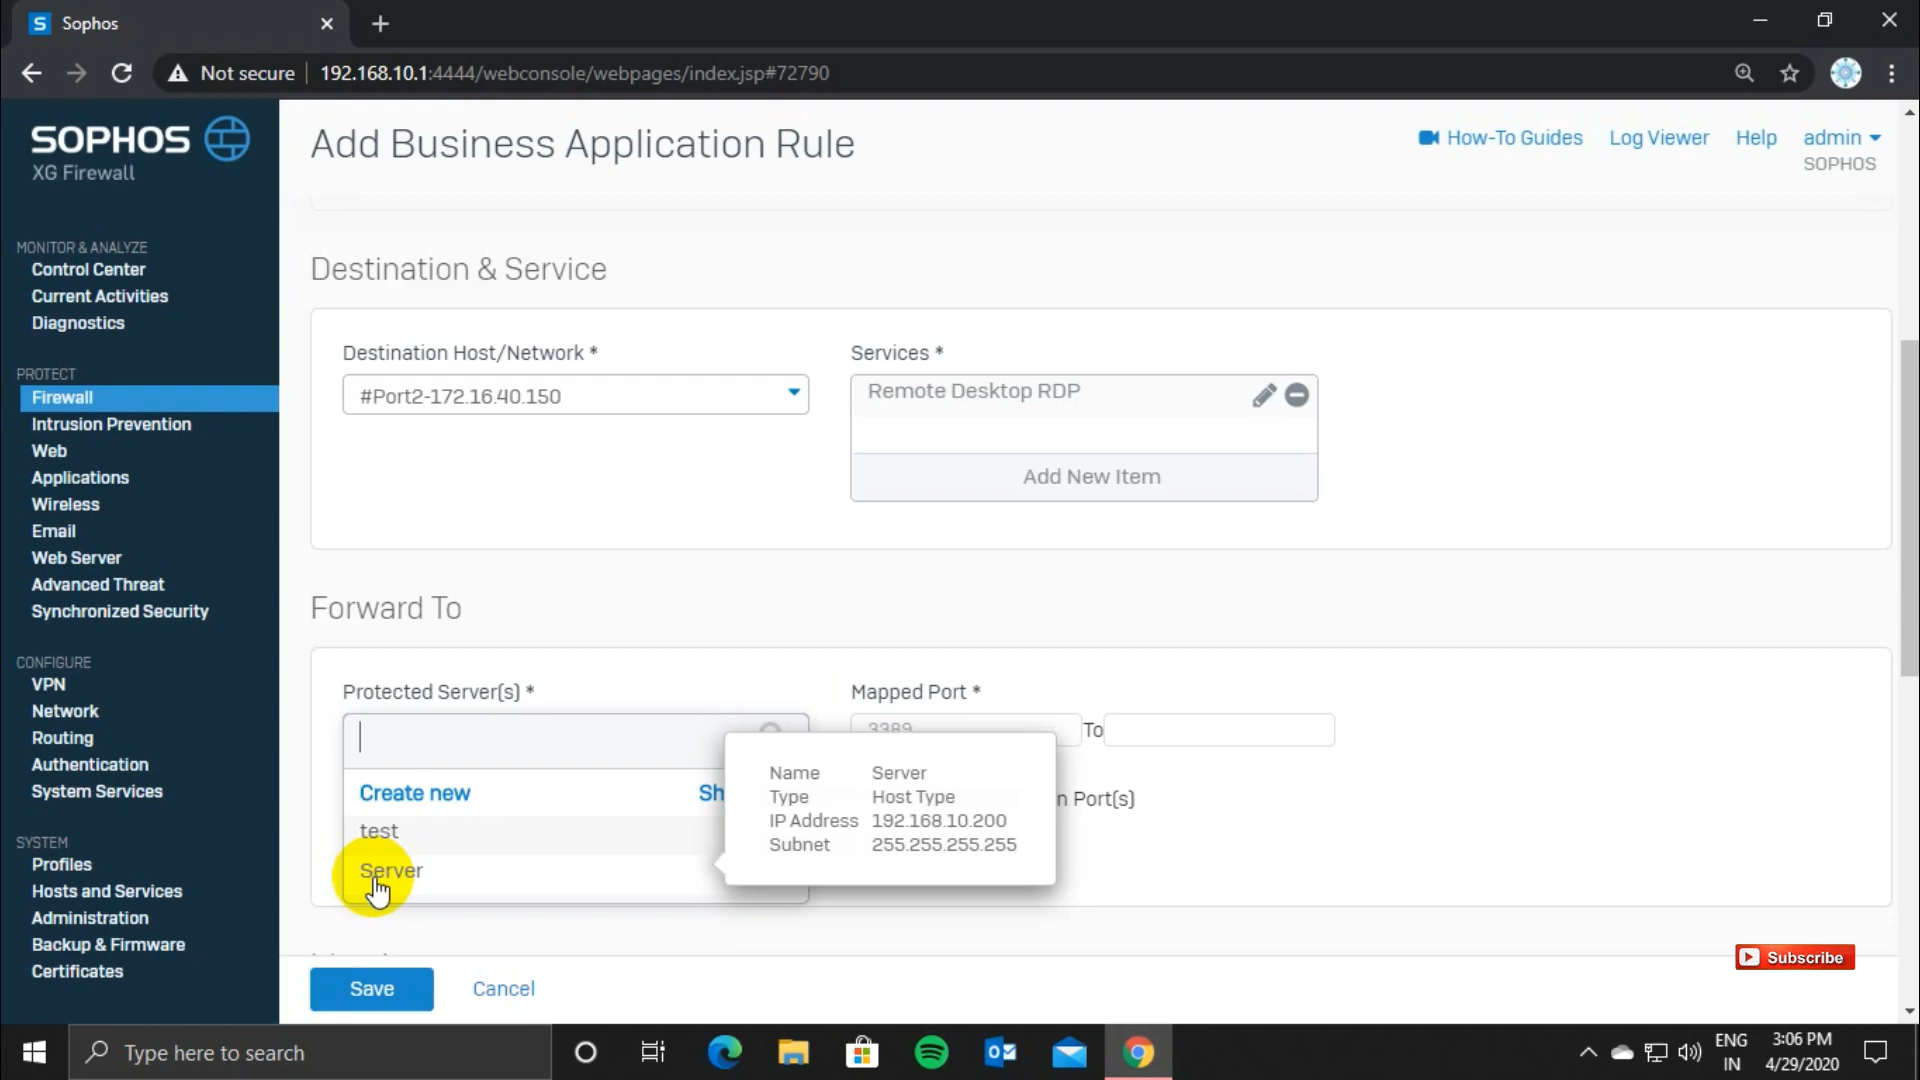 Sophos
Not secure
192.168.10.1:4444/webconsole/webpages/index.jsp#72790
SOPHOS
XG Firewall
Add Business Application Rule
How-To Guides
Log Viewer
Help
admin
SOPHOS
MONITOR & ANALYZE
Control Center
Current Activities
Diagnostics
PROTECT
Firewall
Intrusion Prevention
Web
Applications
Wireless
Email
Web Server
Advanced Threat
Synchronized Security
CONFIGURE
VPN
Network
Routing
Authentication
System Services
SYSTEM
Profiles
Hosts and Services
Administration
Backup & Firmware
Certificates
Destination & Service
Destination Host/Network *
#Port2-172.16.40.150
Services *
Remote Desktop RDP
Add New Item
Forward To
Protected Server(s) *
Mapped Port *
3389
To
Create new
Sh
test
Server
Name Server
Type Host Type
IP Address 192.168.10.200
Subnet 255.255.255.255
n Port(s)
Save
Cancel
Subscribe
Type here to search
ENG
IN
3:06 PM
4/29/2020